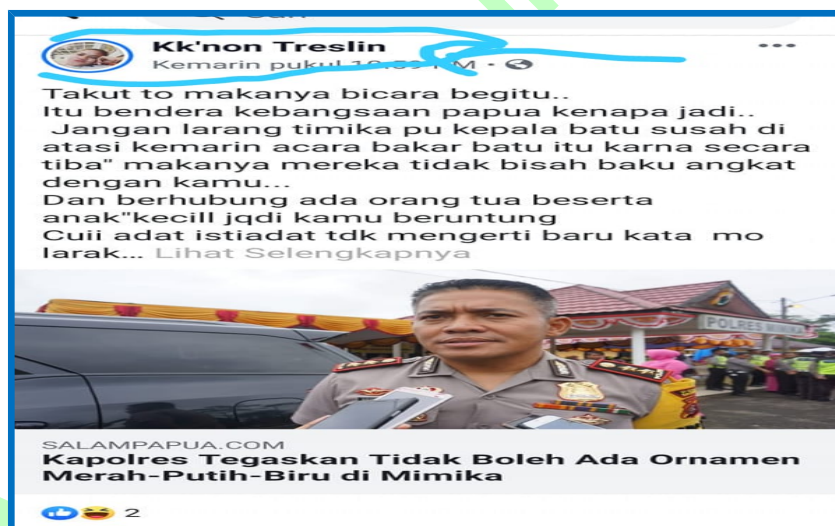 Kk'non Treslin
Kemarin pukul
Takut to makanya bicara begitu..
Itu bendera kebangsaan papua kenapa jadi..
Jangan larang timika pu kepala batu susah di
atasi kemarin acara bakar batu itu karna secara
tiba" makanya mereka tidak bisah baku angkat
dengan kamu...
Dan berhubung ada orang tua beserta
anak"kecill jqdi kamu beruntung
Cuii adat istiadat tdk mengerti baru kata mo
larak... Lihat Selengkapnya
POLRES MIMIKA
SALAMPAPUA.COM
Kapolres Tegaskan Tidak Boleh Ada Ornamen
Merah-Putih-Biru di Mimika
2